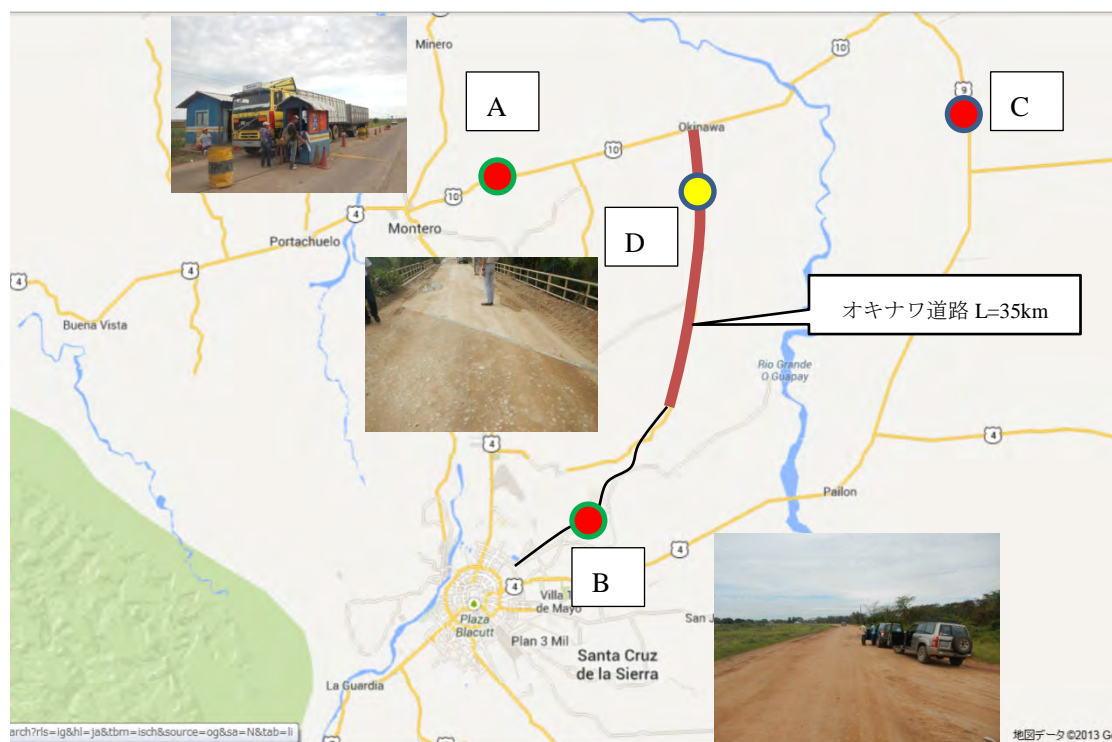 Minero
10
9
A
C
Okinawa
10
10
4
Portachuelo
Montero
4
D
4
Buena Vista
オキナワ道路 L=35km
Rio Grande
O Guapay
4
4
Pailon
4
B
4
Villa
de Mayo
Plaza
Blacutt
Plan 3 Mil
San J
Santa Cruz
de la Sierra
La Guardia
arch?rls=ig&hl=ja&tbm=isch&source=og&sa=N&tab=li
地図データ©2013 G